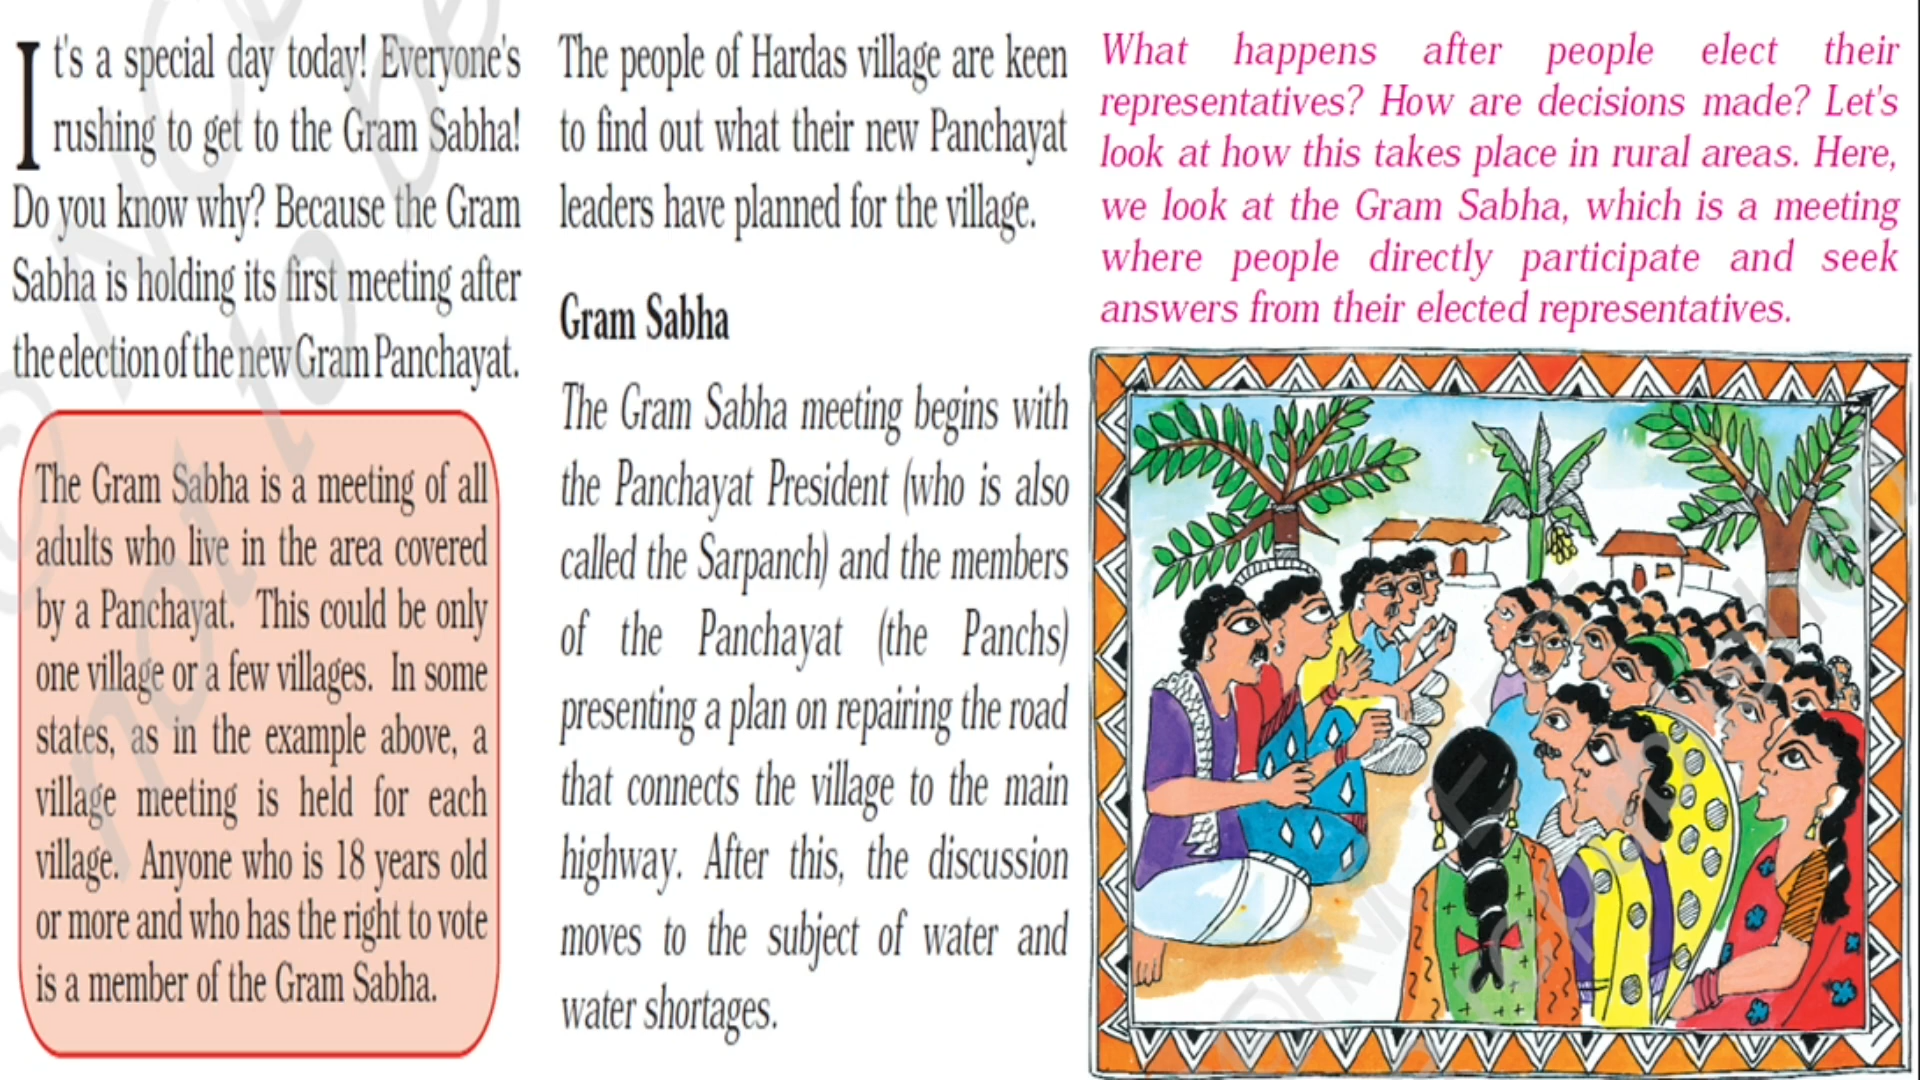 It's a special day today! Everyone's
rushing to get to the Gram Sabha!
Do you know why? Because the Gram
Sabha is holding its first meeting after
the election of the new Gram Panchayat.
The Gram Sabha is a meeting of all
adults who live in the area covered
by a Panchayat. This could be only
one village or a few villages. In some
states, as in the example above, a
village meeting is held for each
village. Anyone who is 18 years old
or more and who has the right to vote
is a member of the Gram Sabha.
The people of Hardas village are keen
to find out what their new Panchayat
leaders have planned for the village.
Gram Sabha
The Gram Sabha meeting begins with
the Panchayat President (who is also
called the Sarpanch) and the members
of the Panchayat (the Panchs)
presenting a plan on repairing the road
that connects the village to the main
highway. After this, the discussion
moves to the subject of water and
water shortages.
What happens after people elect their
representatives? How are decisions made? Let's
look at how this takes place in rural areas. Here,
we look at the Gram Sabha, which is a meeting
where people directly participate and seek
answers from their elected representatives.